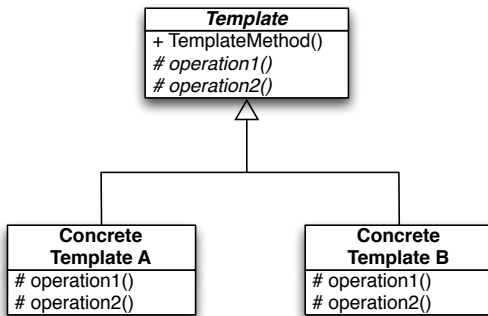 Template
+ TemplateMethod()
# operation1()
# operation2()
Concrete
Template A
# operation1()
# operation2()
Concrete
Template B
# operation1()
# operation2()